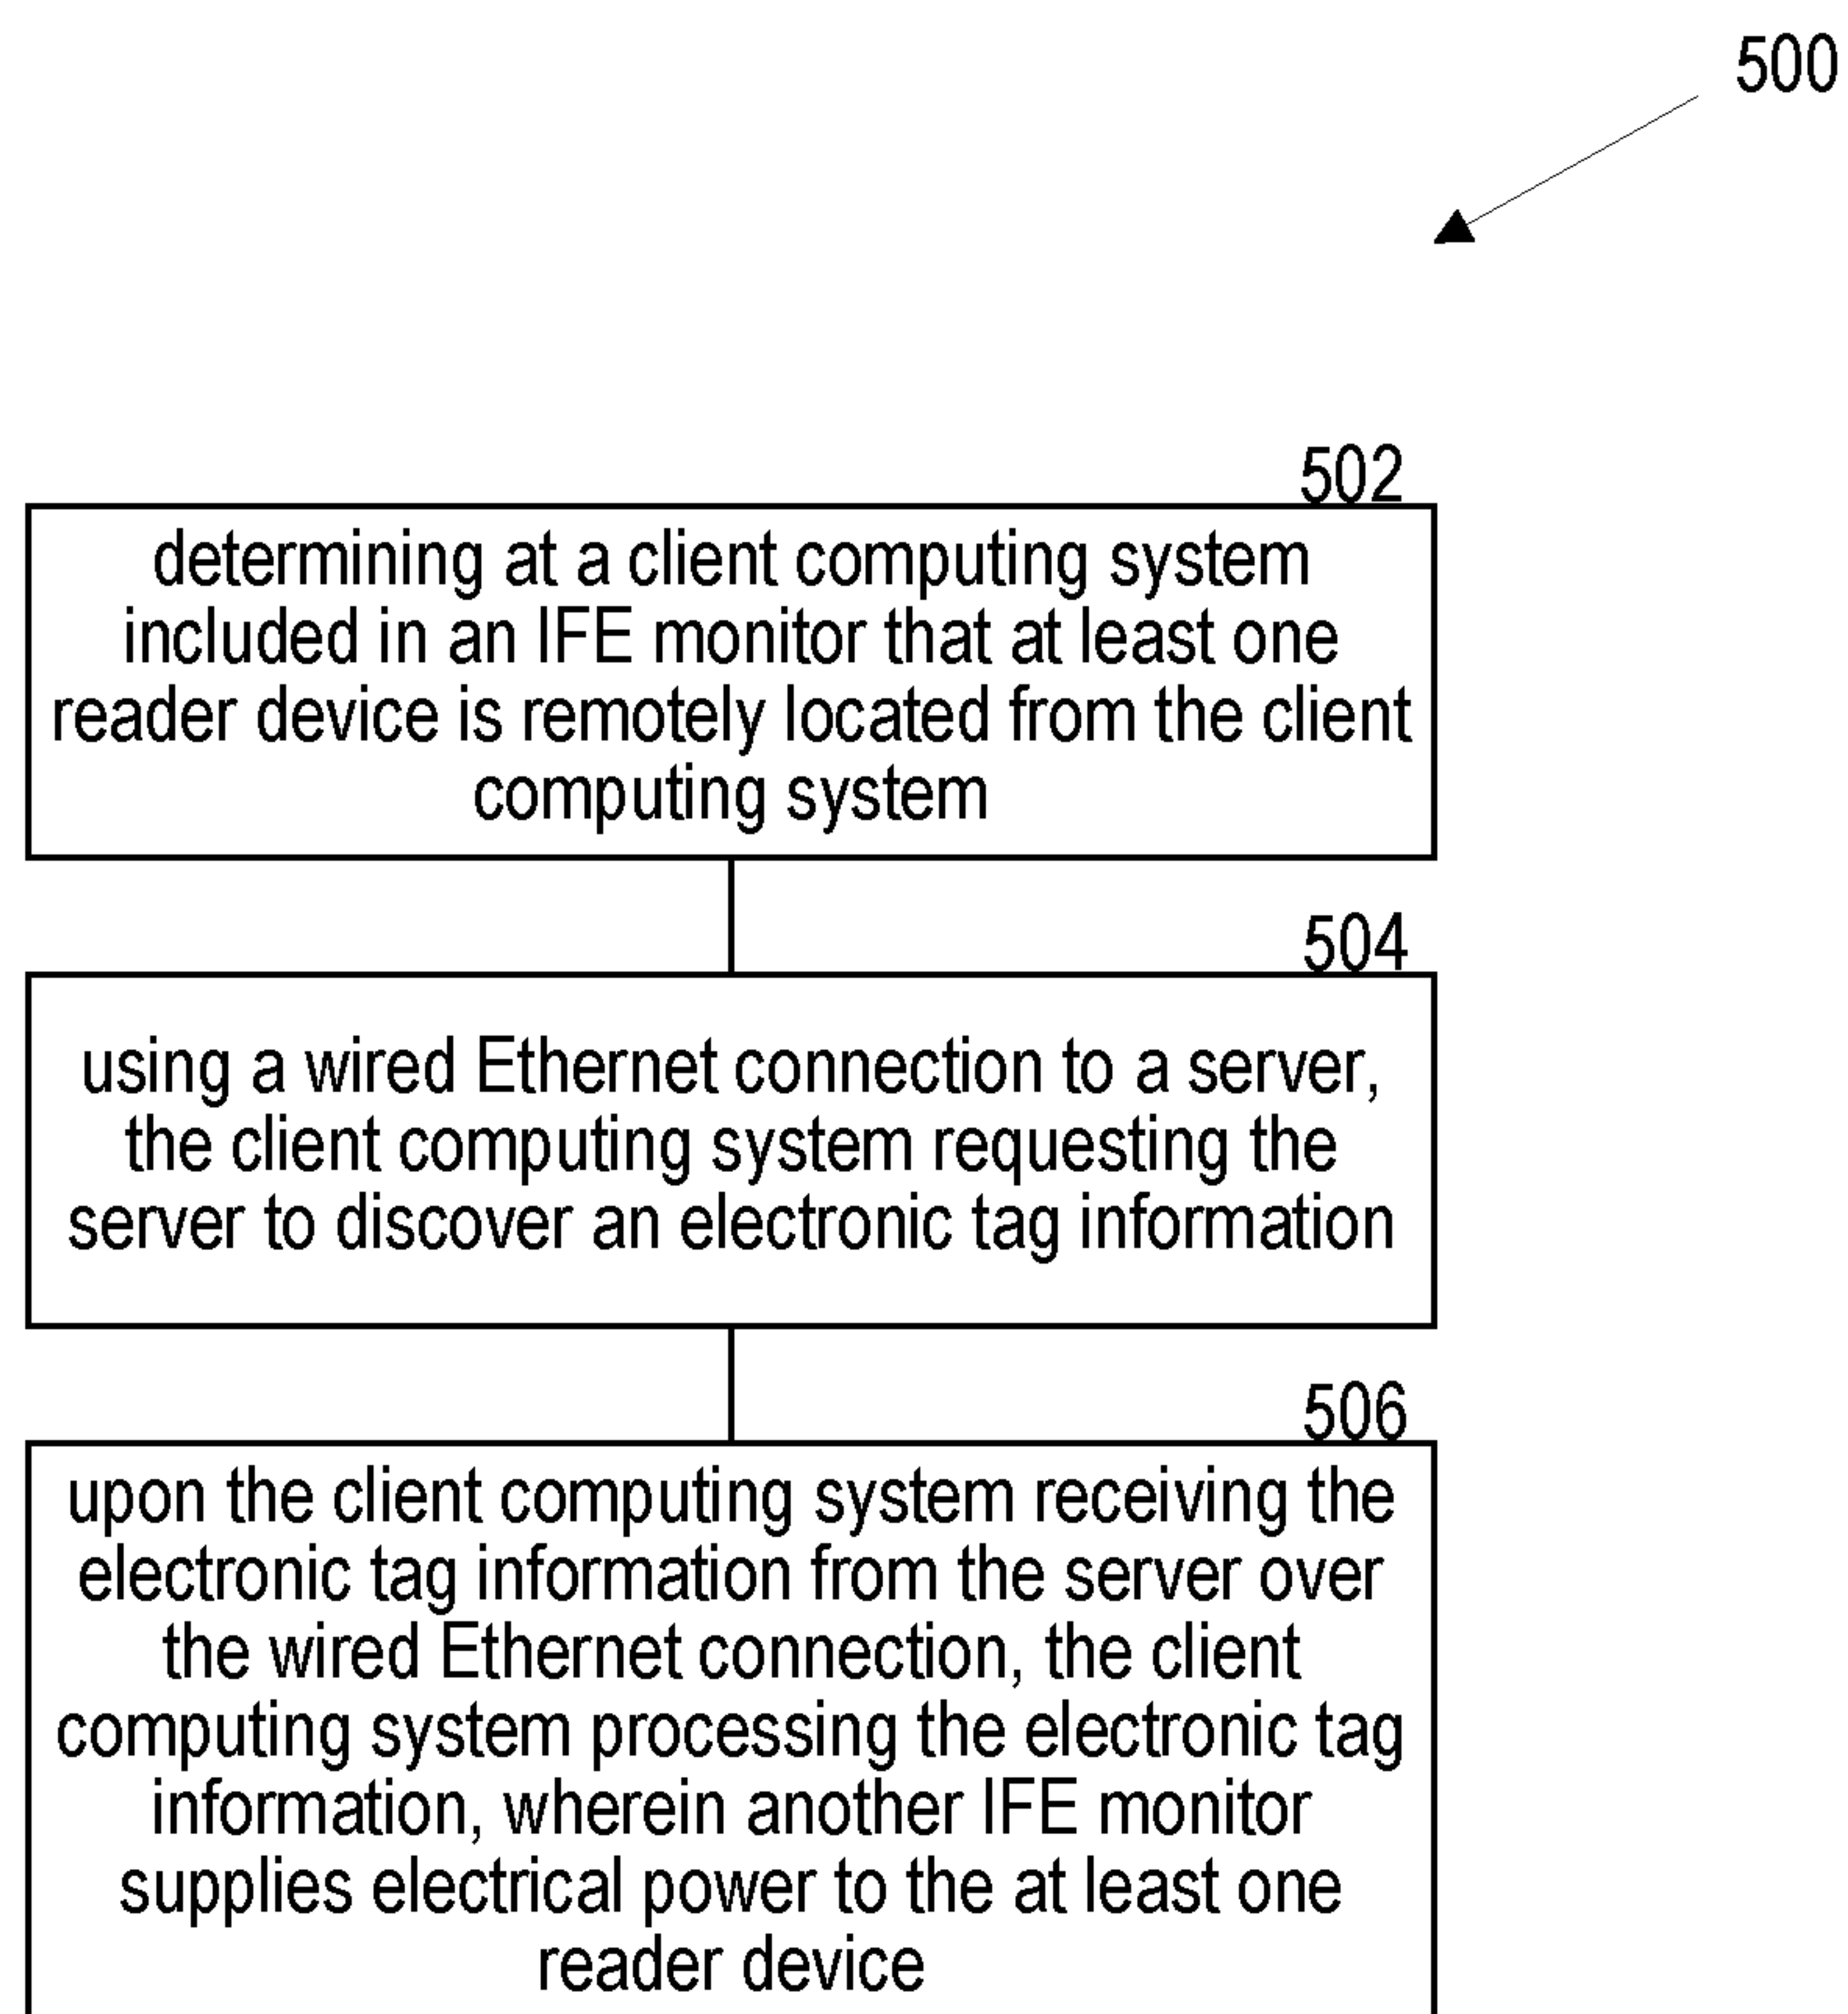 500
502
determining at a client computing system
included in an IFE monitor that at least one
reader device is remotely located from the client
computing system
504
using a wired Ethernet connection to a server,
the client computing system requesting the
server to discover an electronic tag information
506
upon the client computing system receiving the
electronic tag information from the server over
the wired Ethernet connection, the client
computing system processing the electronic tag
information, wherein another IFE monitor
supplies electrical power to the at least one
reader device